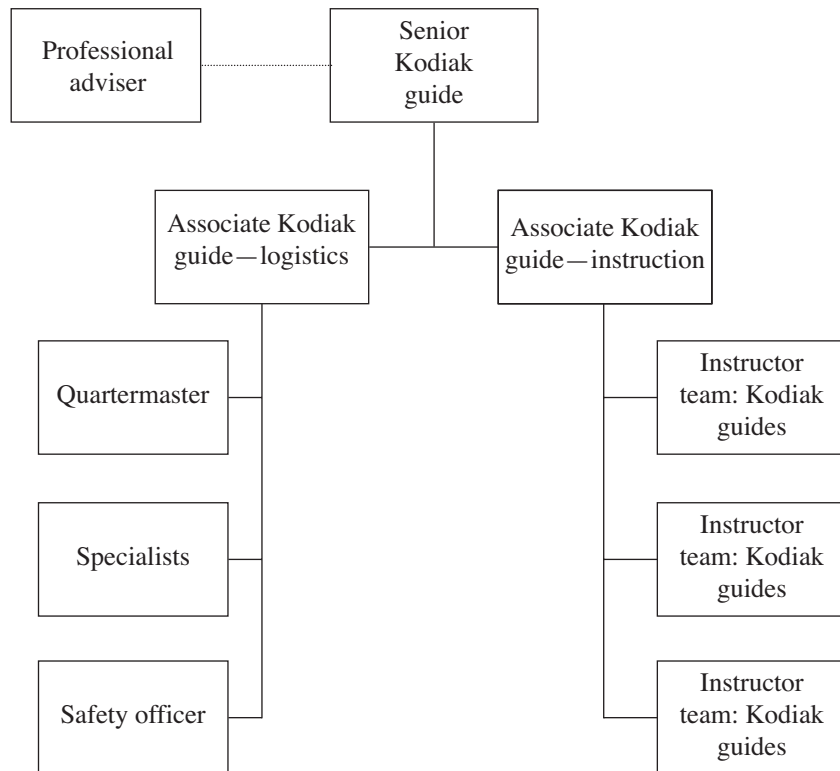 Professional
adviser
Senior
Kodiak
guide
Associate Kodiak
guide—logistics
Associate Kodiak
guide—instruction
Quartermaster
Instructor
team: Kodiak
guides
Specialists
Instructor
team: Kodiak
guides
Safety officer
Instructor
team: Kodiak
guides